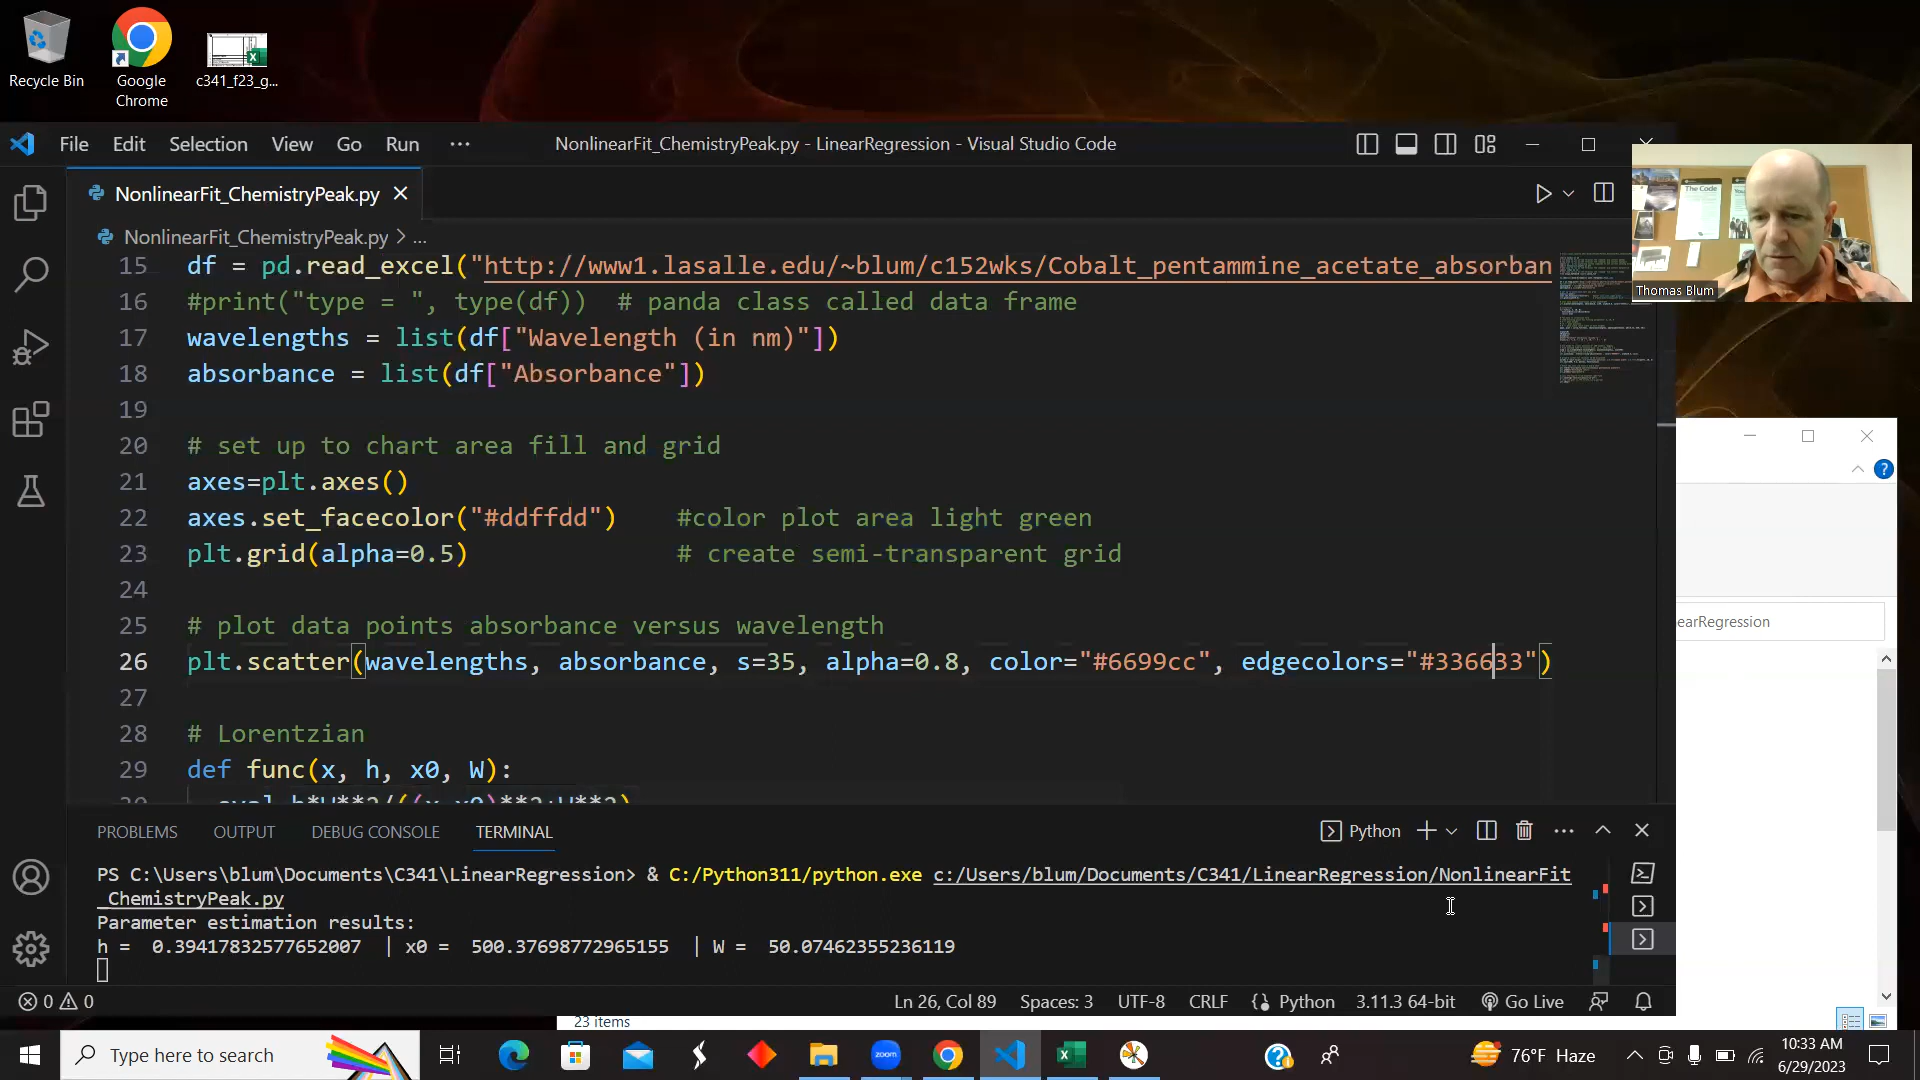 Recycle Bin
Google
Chrome
c341_f23_g...
File Edit Selection View Go Run ···
NonlinearFit_ChemistryPeak.py - LinearRegression - Visual Studio Code
NonlinearFit_ChemistryPeak.py
NonlinearFit_ChemistryPeak.py > ...
The Code
Thomas Blum
15 df = pd.read_excel("http://www1.lasalle.edu/~blum/c152wks/Cobalt_pentammine_acetate_absorban
16 #print("type = ", type(df)) # panda class called data frame
17 wavelengths = list(df["Wavelength (in nm)"])
18 absorbance = list(df["Absorbance"])
19
20 # set up to chart area fill and grid
21 axes=plt.axes()
22 axes.set_facecolor("#ddffdd") #color plot area light green
23 plt.grid(alpha=0.5) # create semi-transparent grid
24
25 # plot data points absorbance versus wavelength
26 plt.scatter(wavelengths, absorbance, s=35, alpha=0.8, color="#6699cc", edgecolors="#336633")
27
28 # Lorentzian
29 def func(x, h, x0, W):
earRegression
PROBLEMS OUTPUT DEBUG CONSOLE TERMINAL
Python
PS C:\Users\blum\Documents\C341\LinearRegression> & C:/Python311/python.exe c:/Users/blum/Documents/C341/LinearRegression/NonlinearFit
_ChemistryPeak.py
Parameter estimation results:
h = 0.39417832577652007 | x0 = 500.37698772965155 | W = 50.07462355236119
0 0
Ln 26, Col 89 Spaces: 3 UTF-8 CRLF Python 3.11.3 64-bit Go Live
23 items
Type here to search
zoom
76°F Haze
10:33 AM
6/29/2023